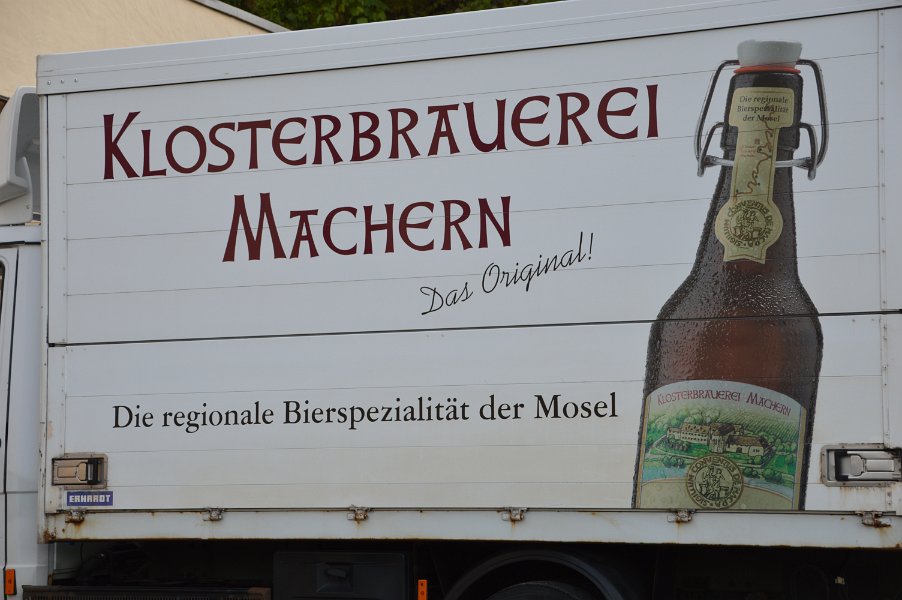 KLOSTERBRAUEREI
MACHERN
Das Original!
Die regionale Bierspezialität der Mosel
Die regionale
Bierspezialität
der Mosel
KLOSTERBRAUEREI MACHERN
ERHARDT